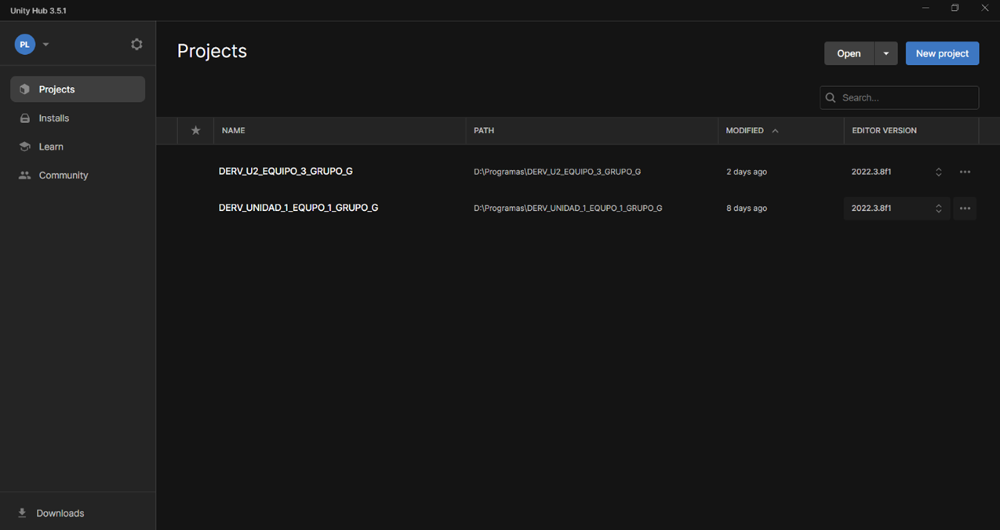 Unity Hub 3.5.1
PL
Projects
Installs
Learn
Community
Downloads
Projects
Open
New project
Search...
NAME PATH MODIFIED EDITOR VERSION
DERV_U2_EQUIPO_3_GRUPO_G D:\Programas\DERV_U2_EQUIPO_3_GRUPO_G 2 days ago 2022.3.8f1
DERV_UNIDAD_1_EQUPO_1_GRUPO_G D:\Programas\DERV_UNIDAD_1_EQUPO_1_GRUPO_G 8 days ago 2022.3.8f1